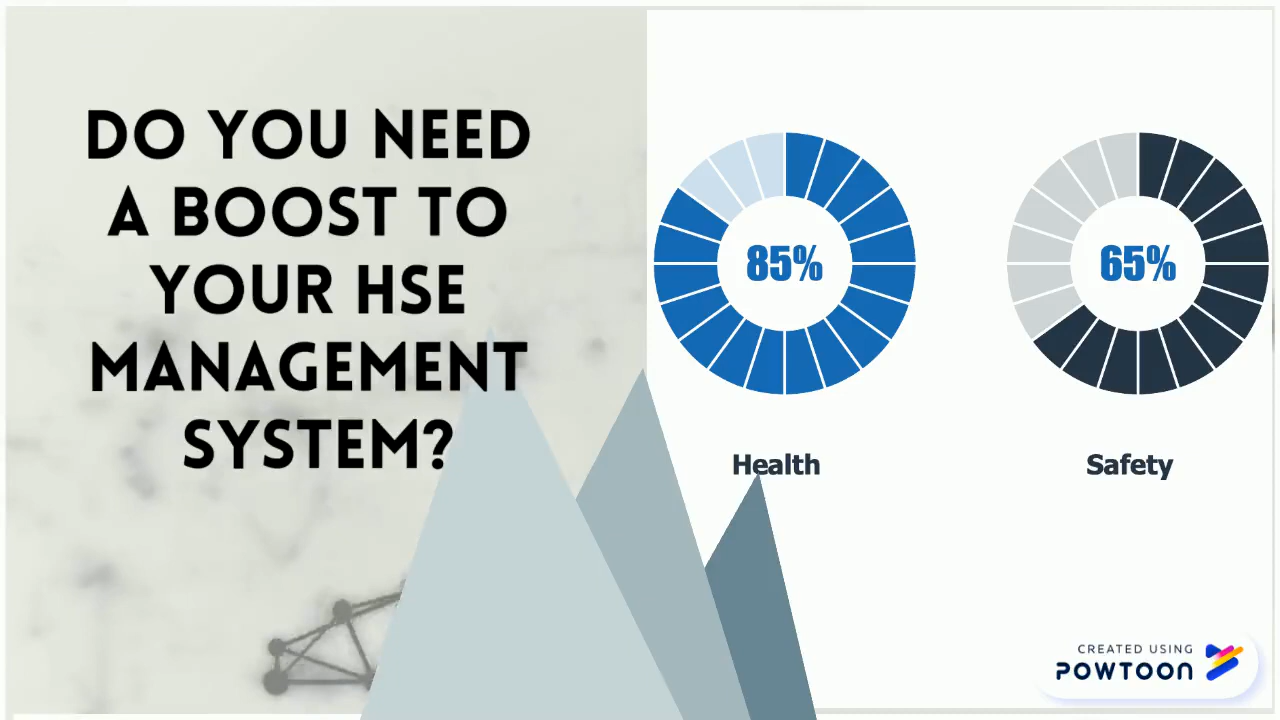 DO YOU NEED
A BOOST TO
YOUR HSE
MANAGEMENT
SYSTEM?
85%
65%
Health
Safety
CREATED USING
POWTOON